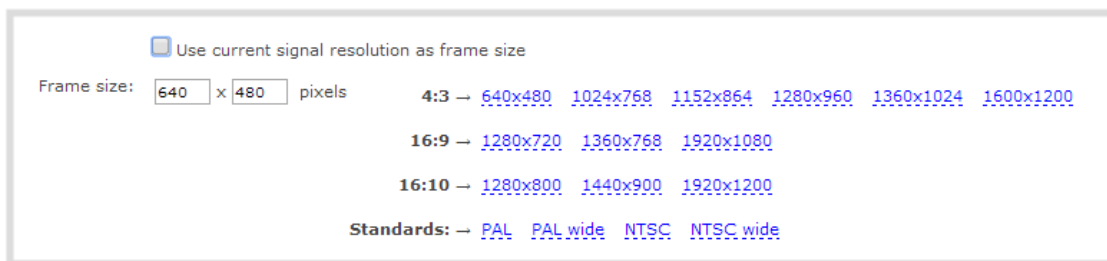 Use current signal resolution as frame size
Frame size: 640 x 480 pixels 4:3 → 640x480 1024x768 1152x864 1280x960 1360x1024 1600x1200
16:9 → 1280x720 1360x768 1920x1080
16:10 → 1280x800 1440x900 1920x1200
Standards: → PAL PAL wide NTSC NTSC wide